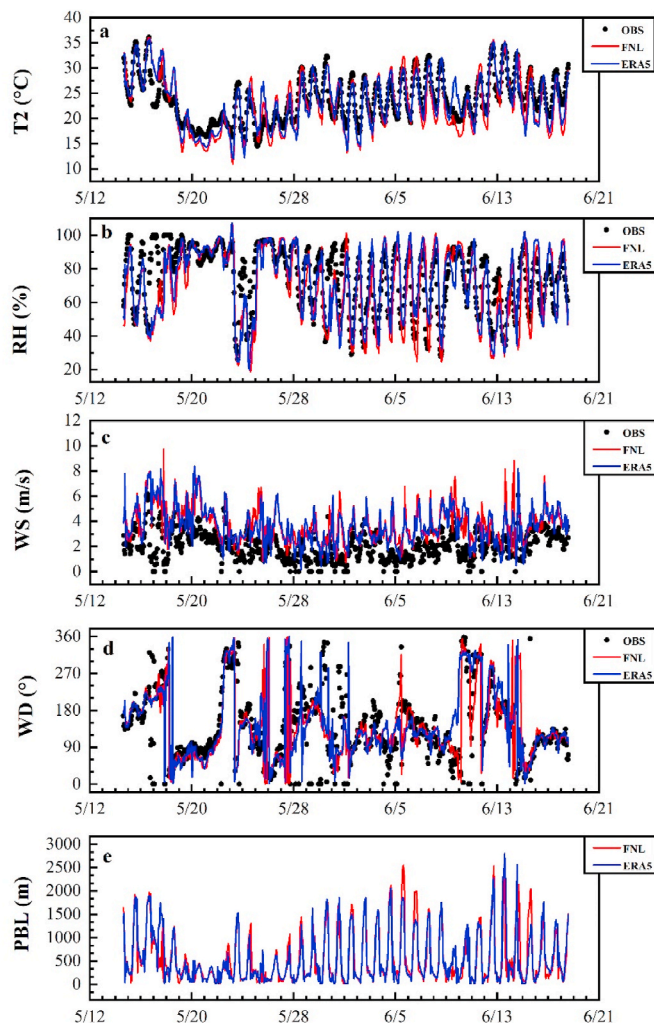 a
OBS
FNL
ERA5
T2 (°C)
40
35
30
25
20
15
10
5/12 5/20 5/28 6/5 6/13 6/21
b
OBS
FNL
ERA5
RH (%)
100
80
60
40
20
5/12 5/20 5/28 6/5 6/13 6/21
c
OBS
FNL
ERA5
WS (m/s)
12
10
8
6
4
2
0
5/12 5/20 5/28 6/5 6/13 6/21
d
OBS
FNL
ERA5
WD (°)
360
270
180
90
0
5/12 5/20 5/28 6/5 6/13 6/21
e
FNL
ERA5
PBL (m)
3000
2500
2000
1500
1000
500
0
5/12 5/20 5/28 6/5 6/13 6/21